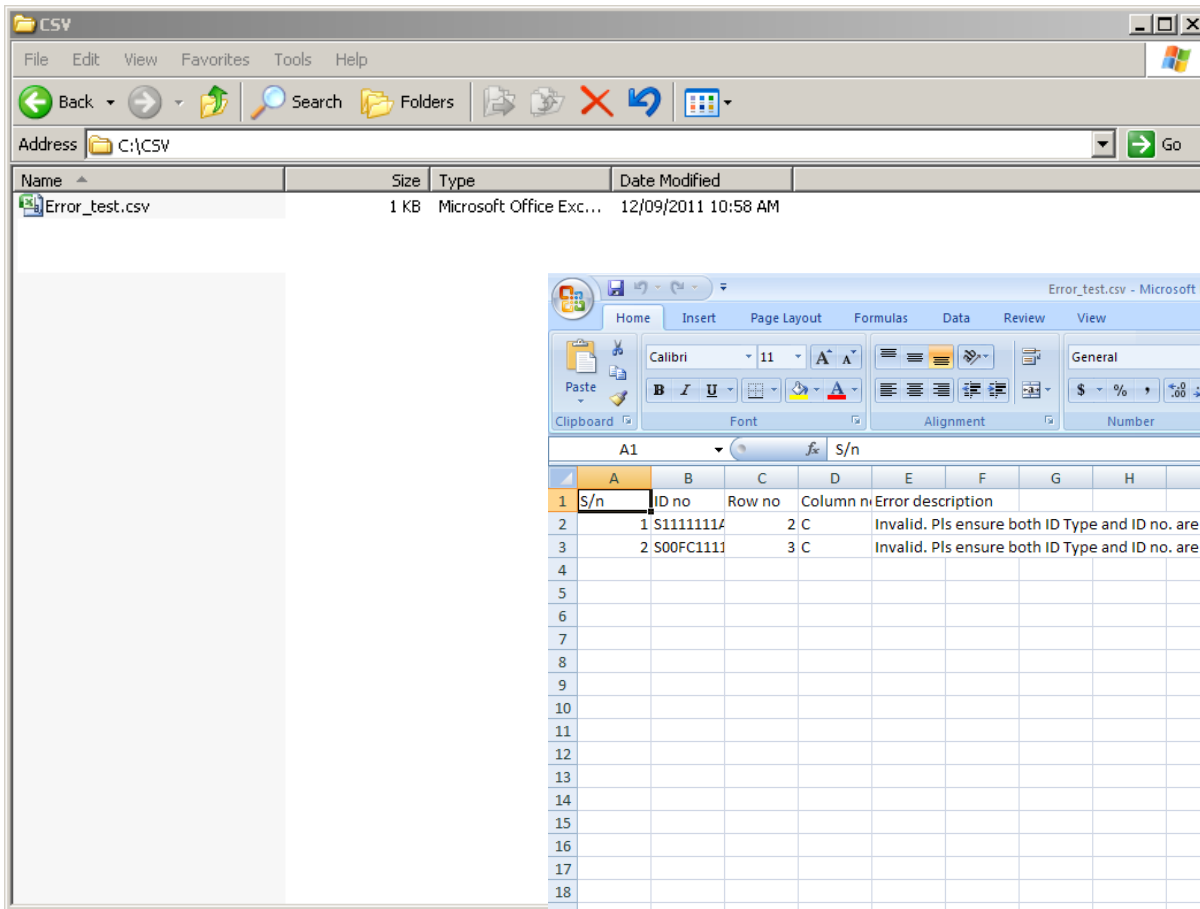 CSV
File Edit View Favorites Tools Help
Back Search Folders
Address C:\CSV Go
Name Size Type Date Modified
Error_test.csv 1 KB Microsoft Office Exc... 12/09/2011 10:58 AM
Error_test.csv - Microsoft
Home Insert Page Layout Formulas Data Review View
Calibri 11 A A General
Paste B I U A $ % , .00
Clipboard Font Alignment Number
A1 fx S/n
A B C D E F G H
1 S/n ID no Row no Column n Error description
2 1 S1111111A 2 C Invalid. Pls ensure both ID Type and ID no. are
3 2 S00FC1111 3 C Invalid. Pls ensure both ID Type and ID no. are
4
5
6
7
8
9
10
11
12
13
14
15
16
17
18